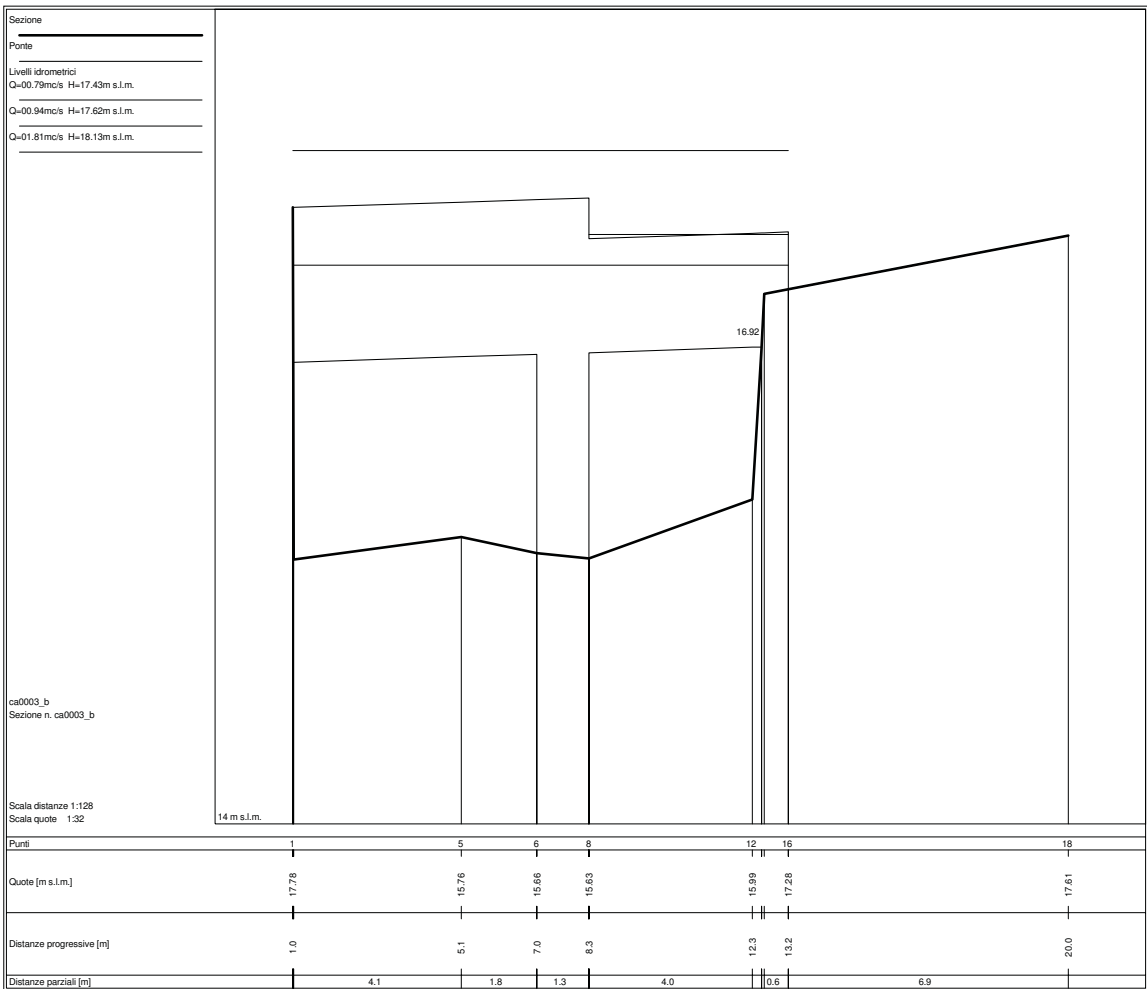 Sezione
Ponte
Livelli idrometrici
Q=00.79mc/s H=17.43m s.l.m.
Q=00.94mc/s H=17.62m s.l.m.
Q=01.81mc/s H=18.13m s.l.m.
16.92
ca0003_b
Sezione n. ca0003_b
Scala distanze 1:128
Scala quote 1:32
14 m s.l.m.
Punti 1 5 6 8 12 16 18
Quote [m s.l.m.] 17.78 15.76 15.66 15.63 15.99 17.28 17.61
Distanze progressive [m] 1.0 5.1 7.0 8.3 12.3 13.2 20.0
Distanze parziali [m] 4.1 1.8 1.3 4.0 0.6 6.9